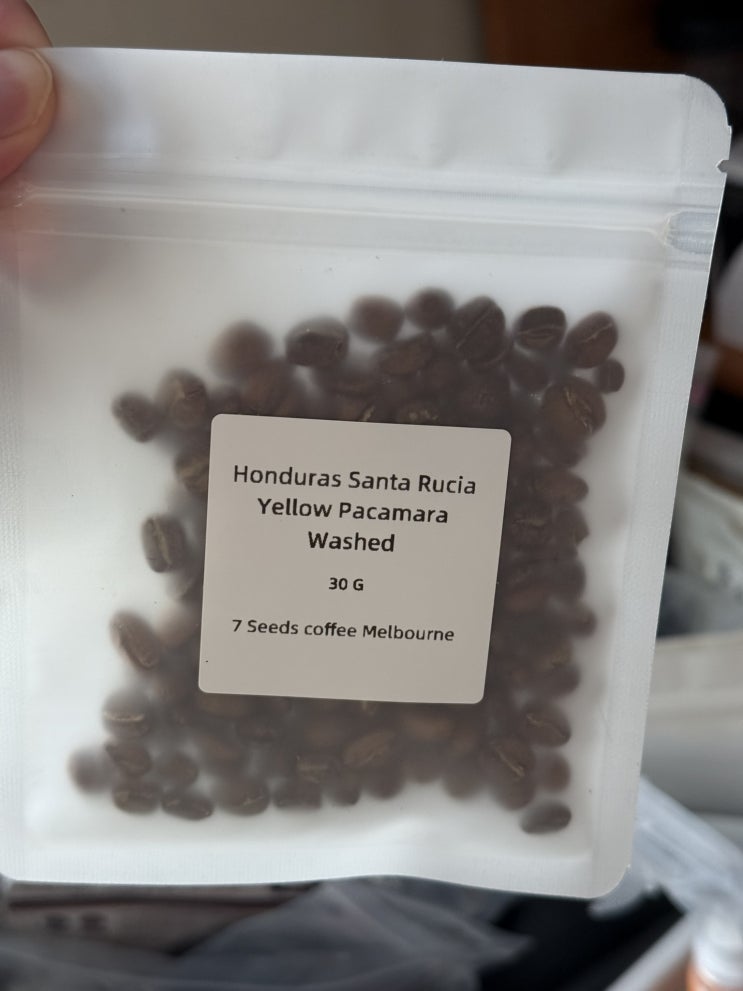 Honduras Santa Rucia
Yellow Pacamara
Washed
30 G
7 Seeds coffee Melbourne